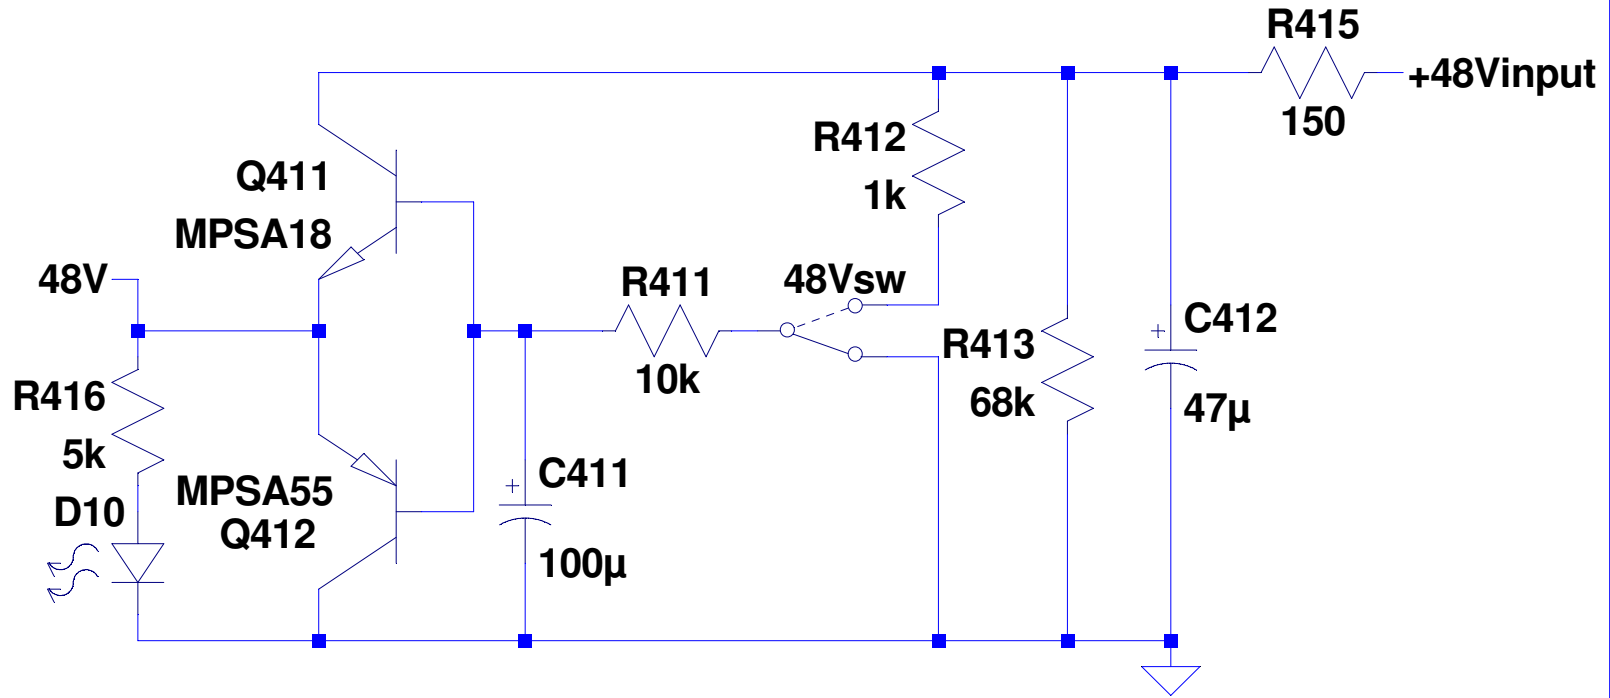 R415
+48Vinput
150
R412
1k
Q411
MPSA18
48V
R411
10k
48Vsw
R413
68k
C412
47µ
R416
5k
D10
MPSA55
Q412
C411
100µ